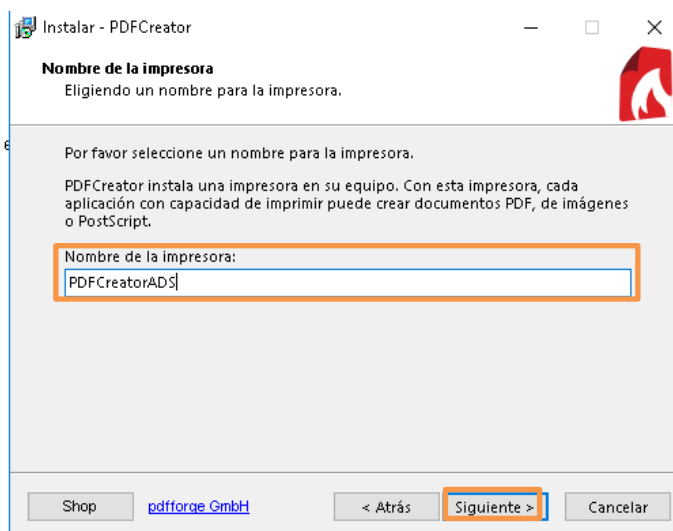 Instalar - PDFCreator
Nombre de la impresora
Eligiendo un nombre para la impresora.
Por favor seleccione un nombre para la impresora.
PDFCreator instala una impresora en su equipo. Con esta impresora, cada
aplicación con capacidad de imprimir puede crear documentos PDF, de imágenes
o PostScript.
Nombre de la impresora:
PDFCreatorADS
Shop
pdfforge GmbH
< Atrás
Siguiente >
Cancelar